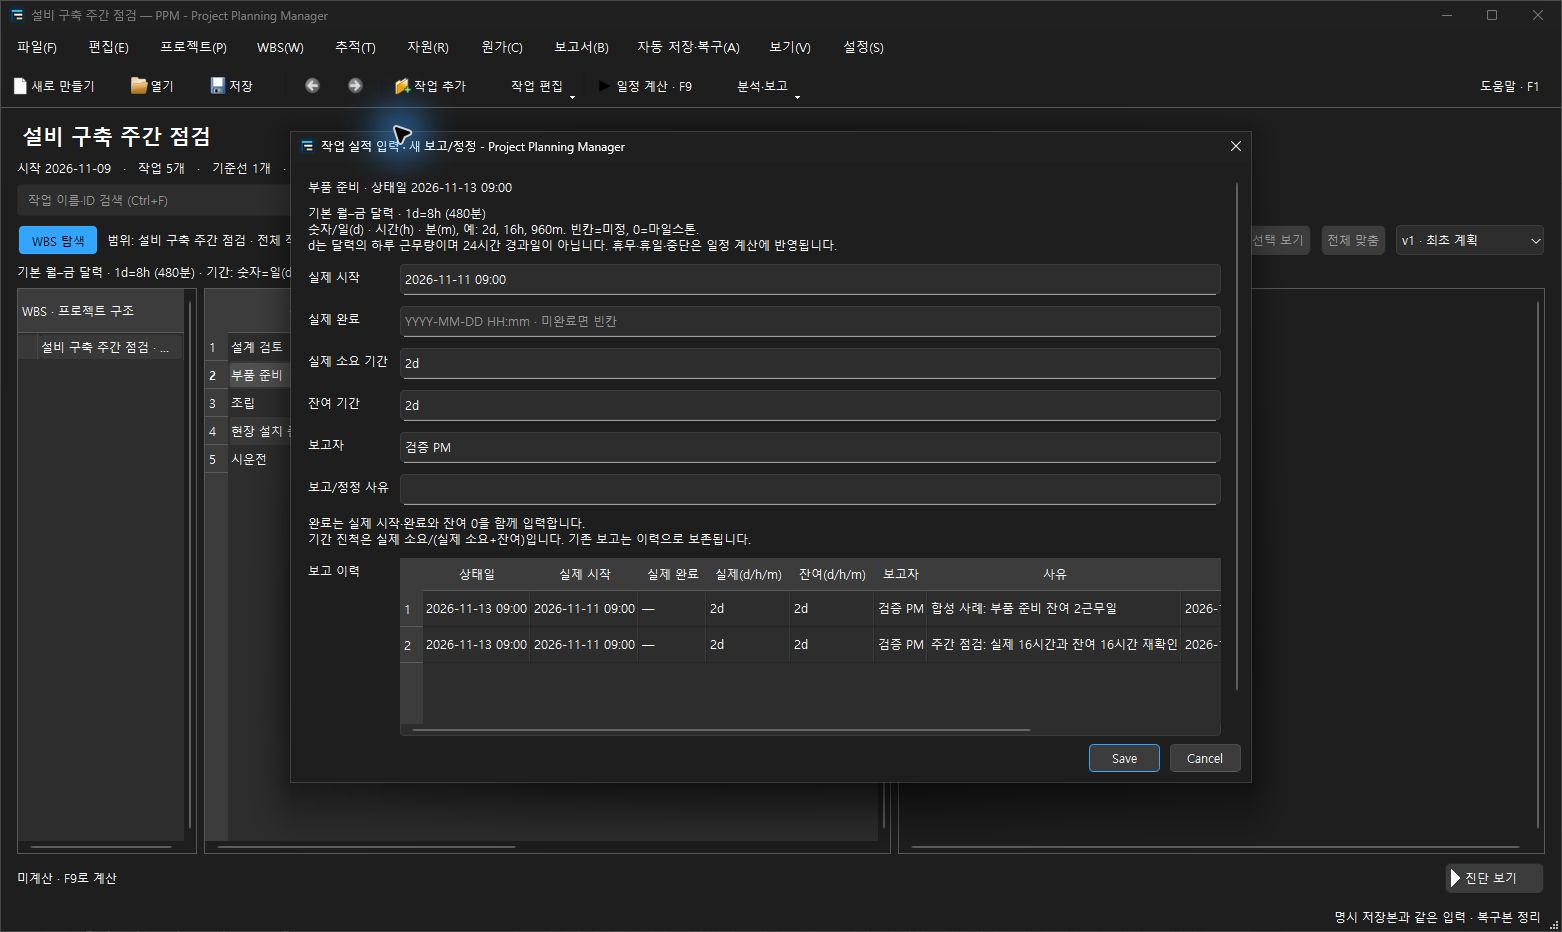 설비 구축 주간 점검 — PPM - Project Planning Manager
파일(F) 편집(E) 프로젝트(P) WBS(W) 추적(T) 자원(R) 원가(C) 보고서(B) 자동 저장·복구(A) 보기(V) 설정(S)
새로 만들기 열기 저장 작업 추가 작업 편집 일정 계산 · F9 분석·보고 도움말 · F1
설비 구축 주간 점검
시작 2026-11-09 · 작업 5개 · 기준선 1개 ·
작업 이름·ID 검색 (Ctrl+F)
WBS 탐색 범위: 설비 구축 주간 점검 · 전체
선택 보기 전체 맞춤 v1 · 최초 계획
기본 월–금 달력 · 1d=8h (480분) · 기간: 숫자=일(d
WBS · 프로젝트 구조
설비 구축 주간 점검 · ...
1 설계 검토
2 부품 준비
3 조립
4 현장 설치
5 시운전
작업 실적 입력 · 새 보고/정정 - Project Planning Manager
부품 준비 · 상태일 2026-11-13 09:00
기본 월–금 달력 · 1d=8h (480분)
숫자/일(d) · 시간(h) · 분(m), 예: 2d, 16h, 960m. 빈칸=미정, 0=마일스톤.
d는 달력의 하루 근무량이며 24시간 경과일이 아닙니다. 휴무·휴일·중단은 일정 계산에 반영됩니다.
실제 시작 2026-11-11 09:00
실제 완료 YYYY-MM-DD HH:mm · 미완료면 빈칸
실제 소요 기간 2d
잔여 기간 2d
보고자 검증 PM
보고/정정 사유
완료는 실제 시작·완료와 잔여 0을 함께 입력합니다.
기간 진척은 실제 소요/(실제 소요+잔여)입니다. 기존 보고는 이력으로 보존됩니다.
보고 이력
상태일 실제 시작 실제 완료 실제(d/h/m) 잔여(d/h/m) 보고자 사유
1 2026-11-13 09:00 2026-11-11 09:00 — 2d 2d 검증 PM 합성 사례: 부품 준비 잔여 2근무일 2026-
2 2026-11-13 09:00 2026-11-11 09:00 — 2d 2d 검증 PM 주간 점검: 실제 16시간과 잔여 16시간 재확인 2026-
Save Cancel
미계산 · F9로 계산
진단 보기
명시 저장본과 같은 입력 · 복구본 정리